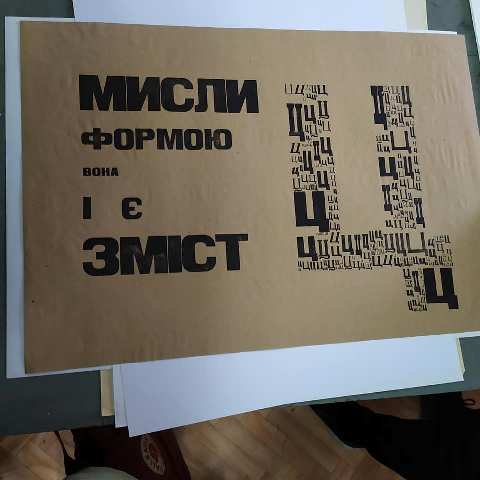 МИСЛИ
ФОРМОЮ
ВОНА
І Є
ЗМІСТ
Ц